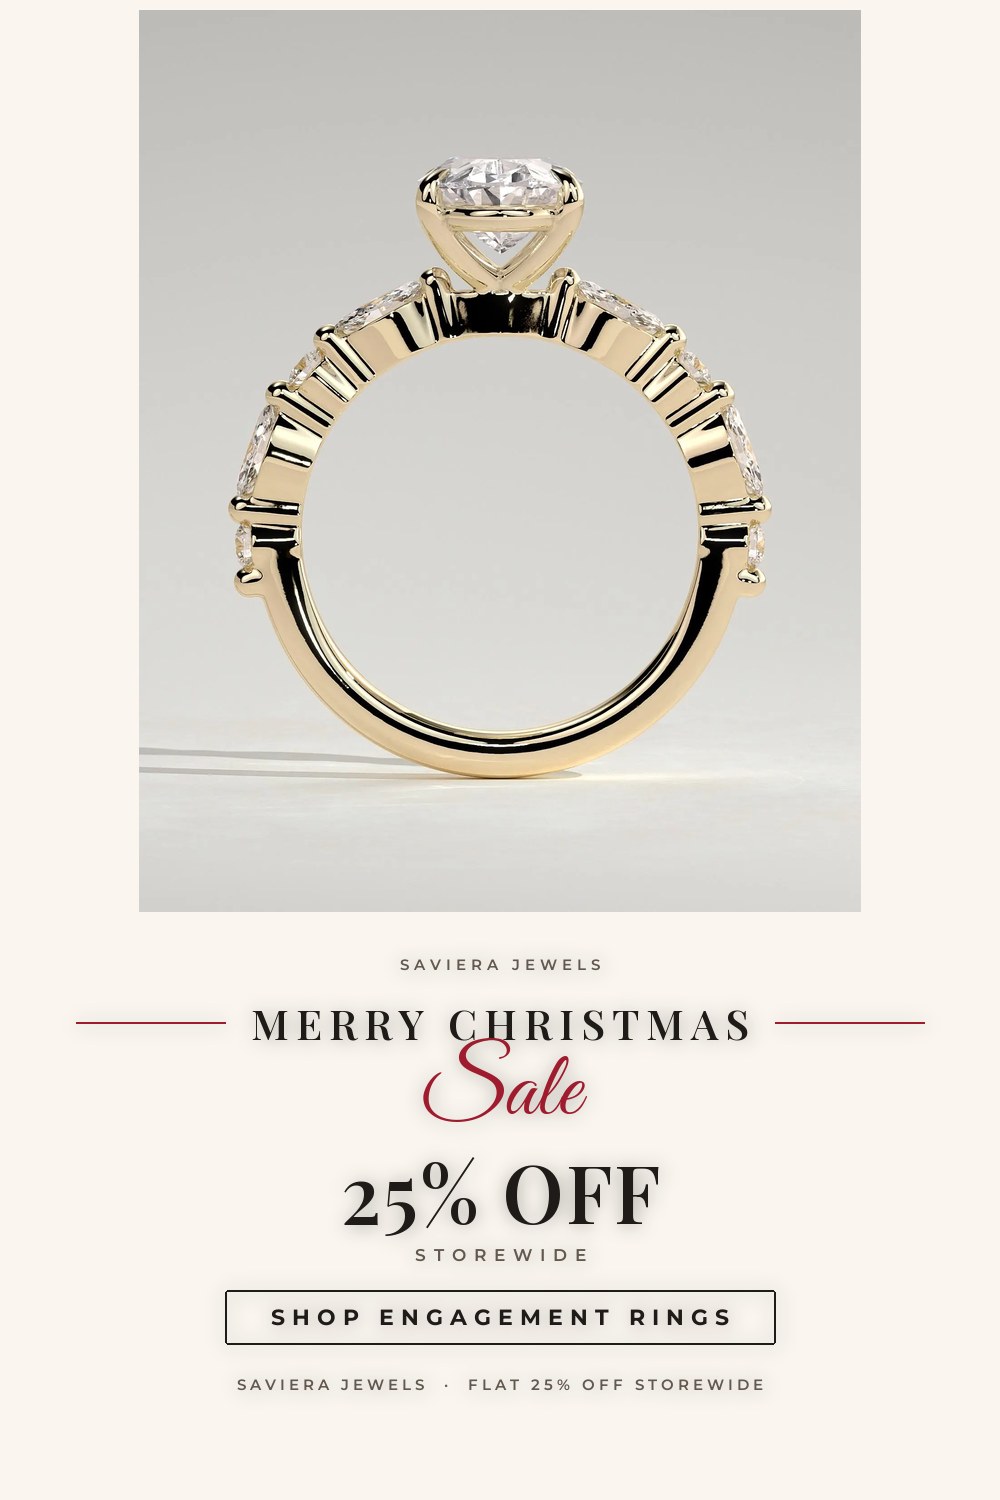 SAVIERA JEWELS
MERRY CHRISTMAS
Sale
25% OFF
STOREWIDE
SHOP ENGAGEMENT RINGS
SAVIERA JEWELS · FLAT 25% OFF STOREWIDE